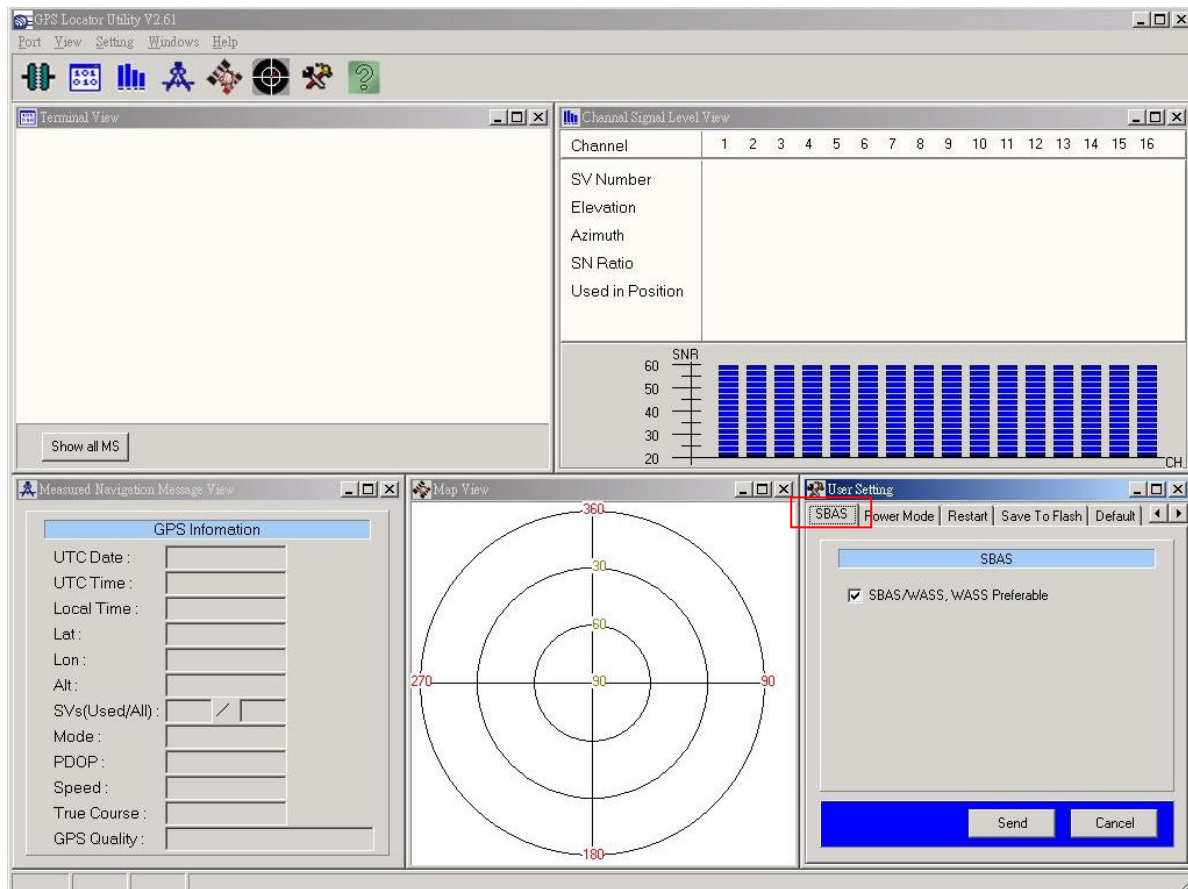 GPS Locator Utility V2.61
Port View Setting Windows Help
Terminal View
Show all MS
Channel Signal Level View
Channel 1 2 3 4 5 6 7 8 9 10 11 12 13 14 15 16
SV Number
Elevation
Azimuth
SN Ratio
Used in Position
SNR
60
50
40
30
20
CH.
Measured Navigation Message View
GPS Infomation
UTC Date :
UTC Time :
Local Time :
Lat :
Lon :
Alt :
SVs(Used/All) : /
Mode :
PDOP :
Speed :
True Course :
GPS Quality :
Map View
360
30
60
270 90 90
180
User Setting
SBAS Power Mode Restart Save To Flash Default
SBAS
SBAS/WASS, WASS Preferable
Send Cancel